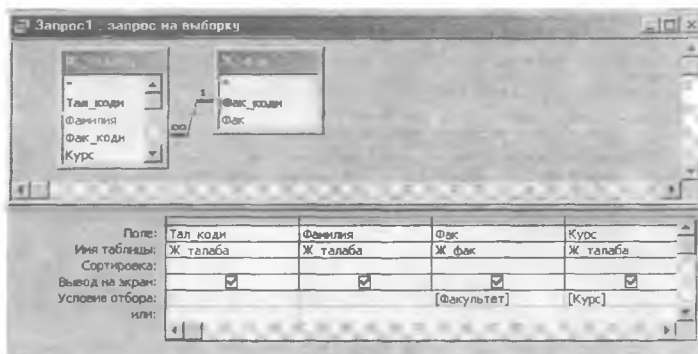 Запрос1 : запрос на выборку
*
Тал_коди
Фамилия
Фак_коди
Курс
1
∞
*
Фак_коди
Фак
Поле: Тал_коди Фамилия Фак Курс
Имя таблицы: Ж_талаба Ж_талаба Ж_фак Ж_талаба
Сортировка:
Вывод на экран:
Условие отбора: [Факультет] [Курс]
или: